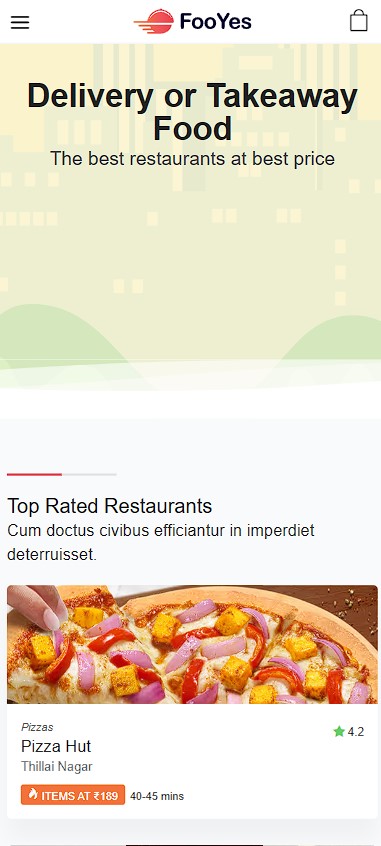 FooYes
Delivery or Takeaway
Food
The best restaurants at best price
Top Rated Restaurants
Cum doctus civibus efficiantur in imperdiet
deterruisset.
Pizzas
4.2
Pizza Hut
Thillai Nagar
ITEMS AT ₹189 40-45 mins